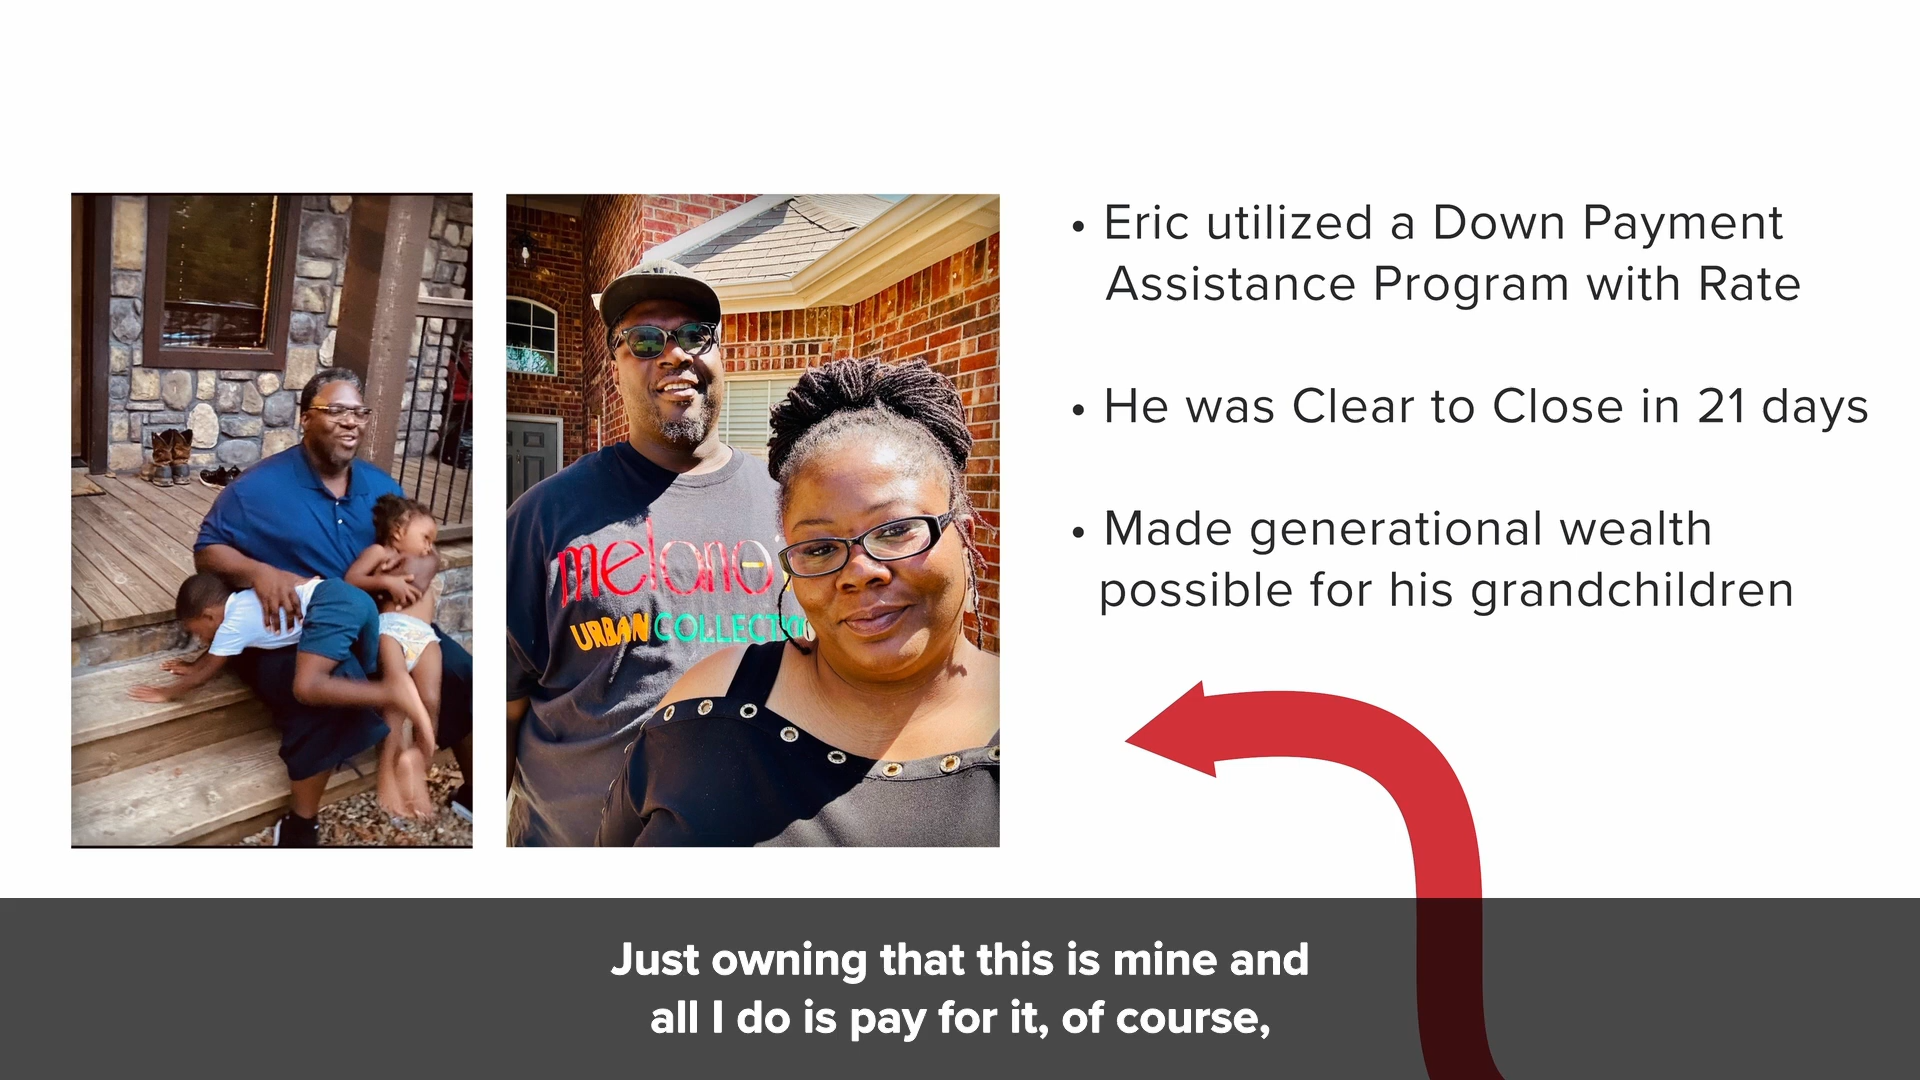 • Eric utilized a Down Payment
Assistance Program with Rate
• He was Clear to Close in 21 days
• Made generational wealth
possible for his grandchildren
melano
URBAN COLLECTI
Just owning that this is mine and
all I do is pay for it, of course,